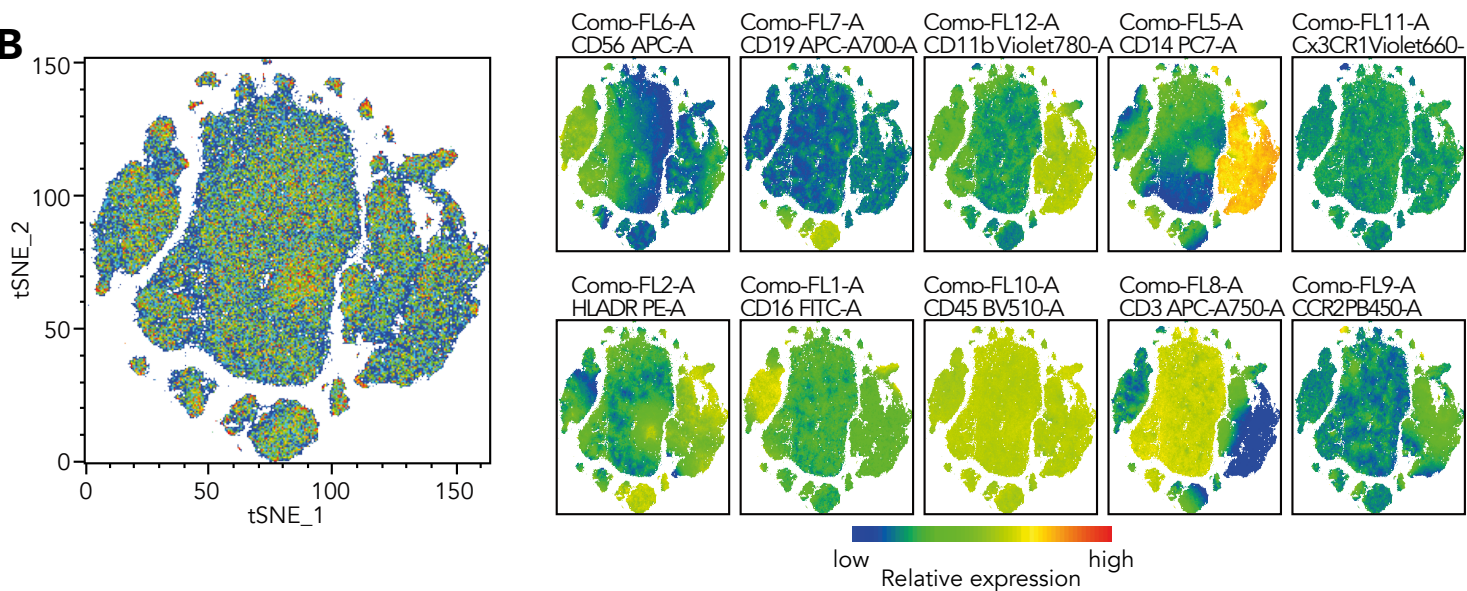 B
150
100
50
0
tSNE_2
0 50 100 150
tSNE_1
Comp-FL6-A
CD56 APC-A
Comp-FL7-A
CD19 APC-A700-A
Comp-FL12-A
CD11b Violet780-A
Comp-FL5-A
CD14 PC7-A
Comp-FL11-A
Cx3CR1Violet660-
Comp-FL2-A
HLADR PE-A
Comp-FL1-A
CD16 FITC-A
Comp-FL10-A
CD45 BV510-A
Comp-FL8-A
CD3 APC-A750-A
Comp-FL9-A
CCR2PB450-A
low high
Relative expression